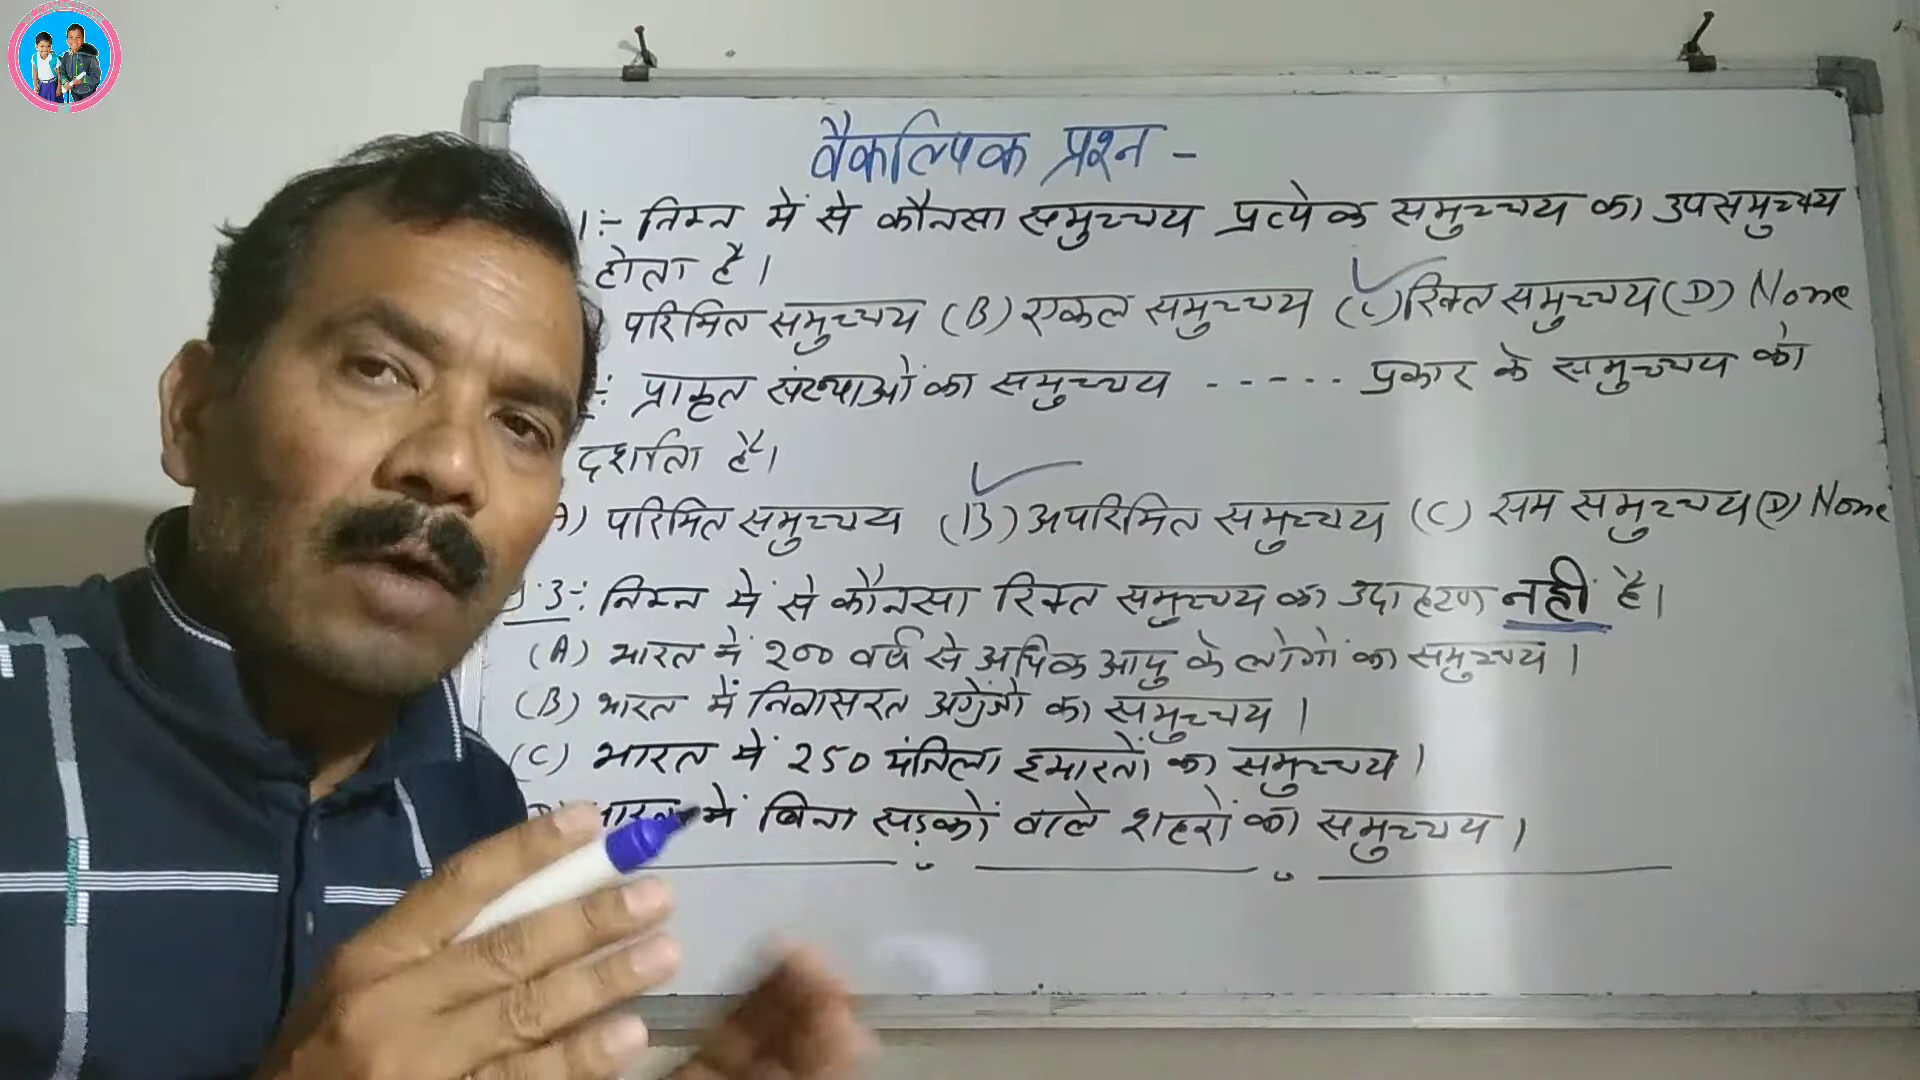 वैकल्पिक प्रश्न -
1:- निम्न में से कौनसा समुच्चय प्रत्येक समुच्चय का उपसमुच्चय
होता है।
परिमित समुच्चय (B) एकल समुच्चय (C) रिक्त समुच्चय (D) None
: प्राकृत संख्याओं का समुच्चय ----- प्रकार के समुच्चय को
दर्शाता है।
A) परिमित समुच्चय (B) अपरिमित समुच्चय (C) सम समुच्चय (D) None
3:- निम्न में से कौनसा रिक्त समुच्चय का उदाहरण नहीं है।
(A) भारत में 200 वर्ष से अधिक आयु के लोगों का समुच्चय।
(B) भारत में निवासरत अंग्रेजों का समुच्चय।
(C) भारत में 250 मंजिला इमारतों का समुच्चय।
में बिना सड़कों वाले शहरों का समुच्चय।